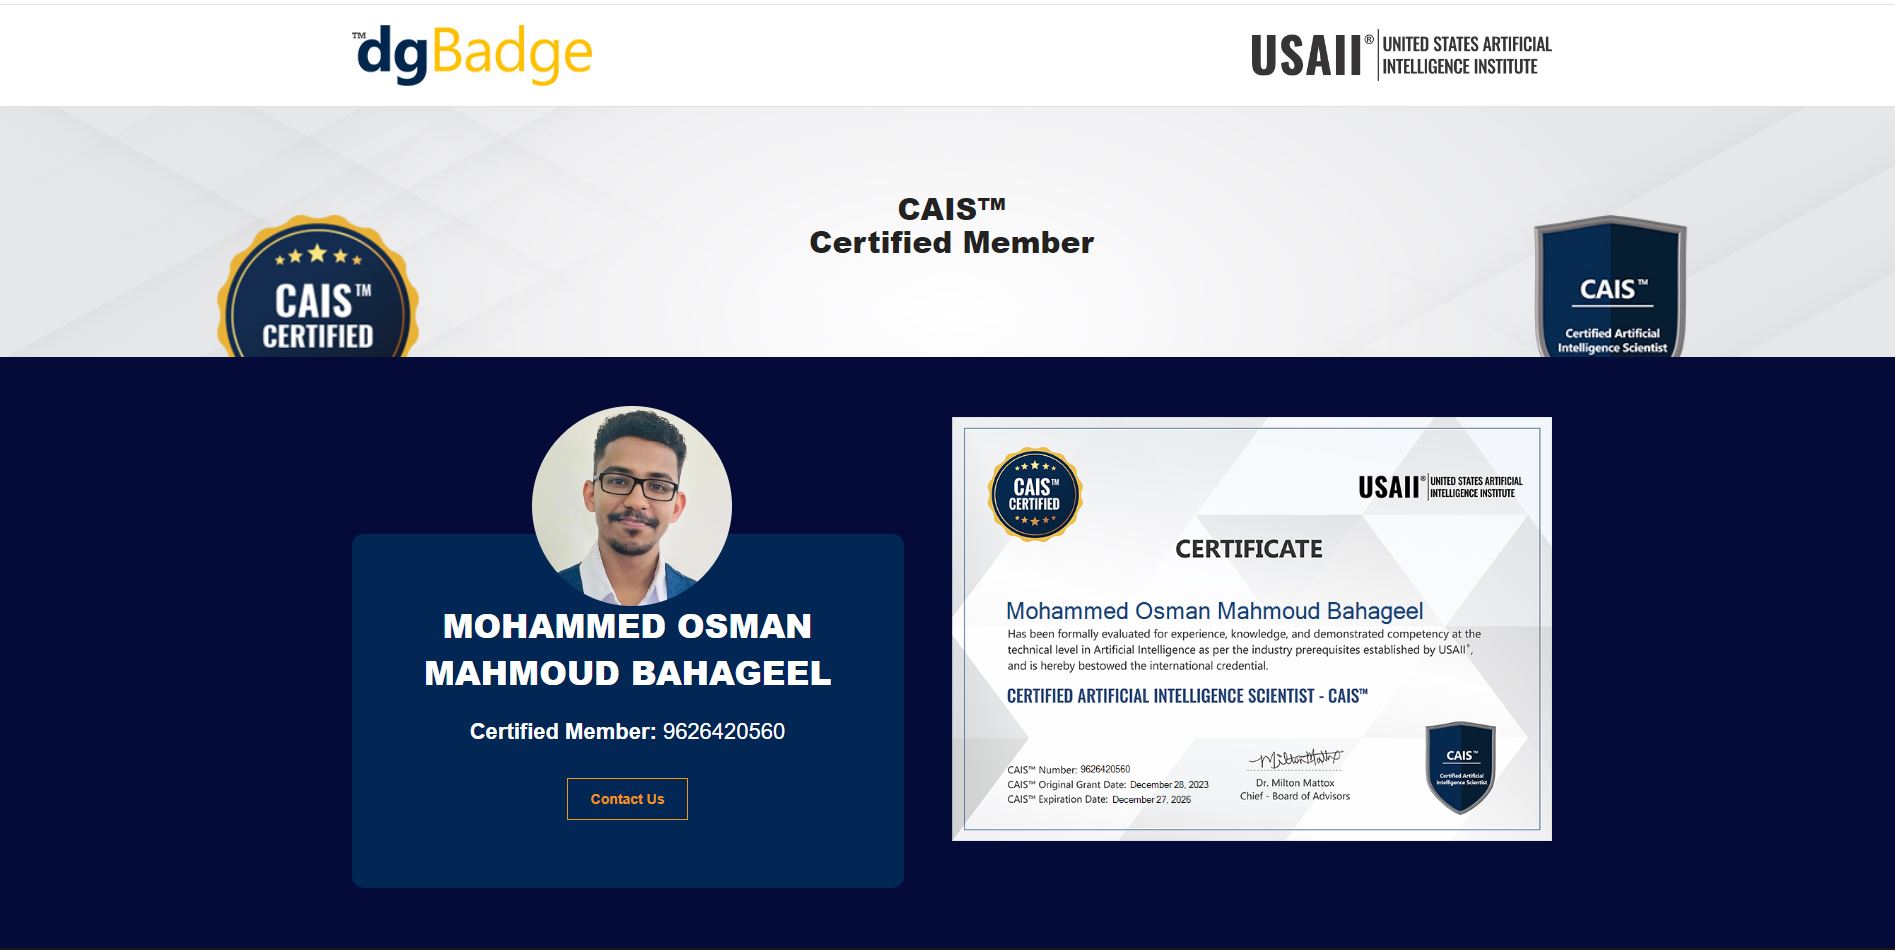 ™dgBadge
USAII® UNITED STATES ARTIFICIAL
INTELLIGENCE INSTITUTE
CAIS™
Certified Member
CAIS™
CERTIFIED
CAIS™
Certified Artificial
Intelligence Scientist
MOHAMMED OSMAN
MAHMOUD BAHAGEEL
Certified Member: 9626420560
Contact Us
CAIS™
CERTIFIED
USAII® UNITED STATES ARTIFICIAL
INTELLIGENCE INSTITUTE
CERTIFICATE
Mohammed Osman Mahmoud Bahageel
Has been formally evaluated for experience, knowledge, and demonstrated competency at the
technical level in Artificial Intelligence as per the industry prerequisites established by USAII®,
and is hereby bestowed the international credential.
CERTIFIED ARTIFICIAL INTELLIGENCE SCIENTIST - CAIS™
CAIS™ Number: 9626420560
CAIS™ Original Grant Date: December 28, 2023
CAIS™ Expiration Date: December 27, 2026
Milton Mattox
Dr. Milton Mattox
Chief - Board of Advisors
CAIS™
Certified Artificial
Intelligence Scientist